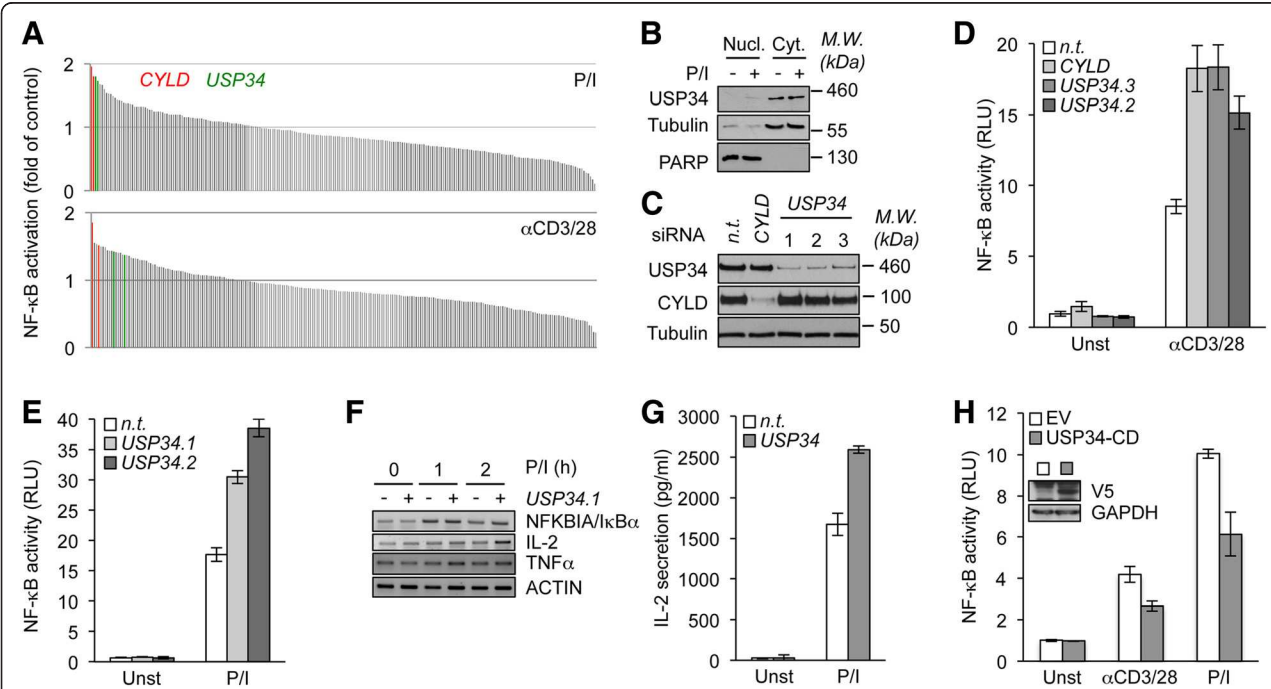 A
NF-κB activation (fold of control)
2
1
0
CYLD USP34
P/I
2
1
0
αCD3/28
B
Nucl. Cyt. M.W. (kDa)
P/I - + - +
USP34 460
Tubulin 55
PARP 130
C
siRNA n.t. CYLD USP34 1 2 3 M.W. (kDa)
USP34 460
CYLD 100
Tubulin 50
D
NF-κB activity (RLU)
20
15
10
5
0
n.t.
CYLD
USP34.3
USP34.2
Unst αCD3/28
E
NF-κB activity (RLU)
40
35
30
25
20
15
10
5
0
n.t.
USP34.1
USP34.2
Unst P/I
F
0 1 2 P/I (h)
- + - + - + USP34.1
NFKBIA/IκBα
IL-2
TNFα
ACTIN
G
IL-2 secretion (pg/ml)
3000
2500
2000
1500
1000
500
0
n.t.
USP34
Unst P/I
H
NF-κB activity (RLU)
12
10
8
6
4
2
0
EV
USP34-CD
V5
GAPDH
Unst αCD3/28 P/I